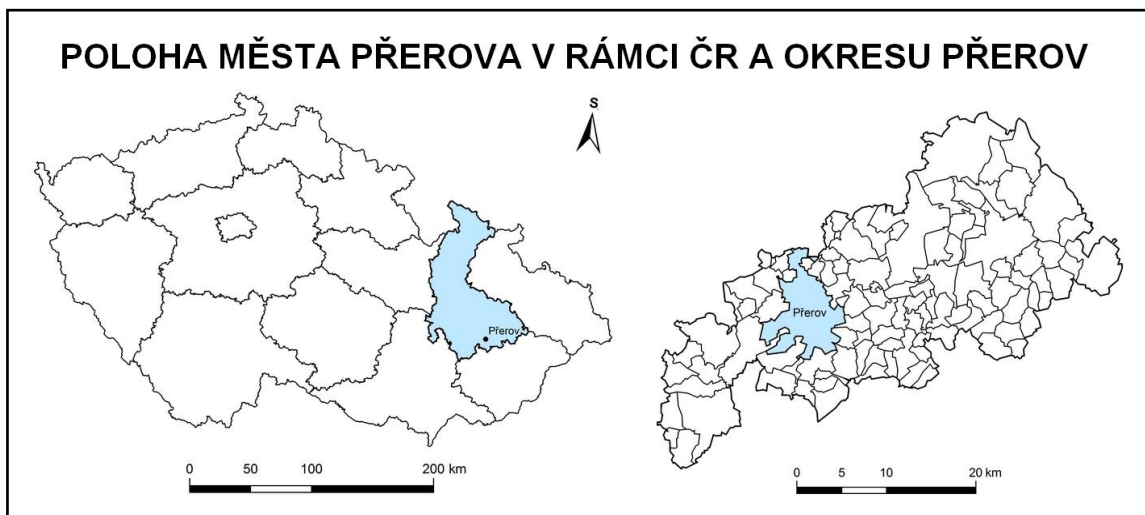 POLOHA MĚSTA PŘEROVA V RÁMCI ČR A OKRESU PŘEROV
S
Přerov
Přerov
0 50 100 200 km
0 5 10 20 km